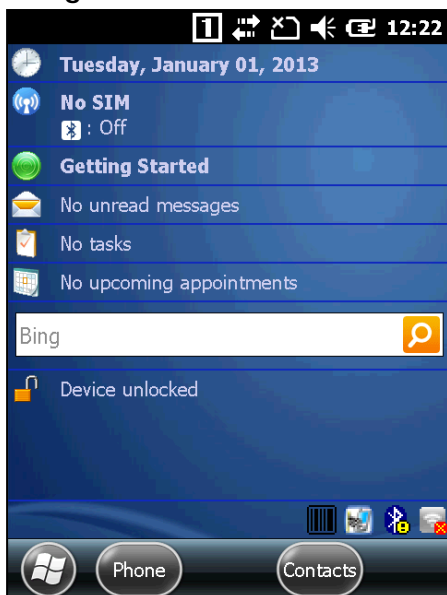 1 12:22
Tuesday, January 01, 2013
No SIM
: Off
Getting Started
No unread messages
No tasks
No upcoming appointments
Bing
Device unlocked
Phone Contacts